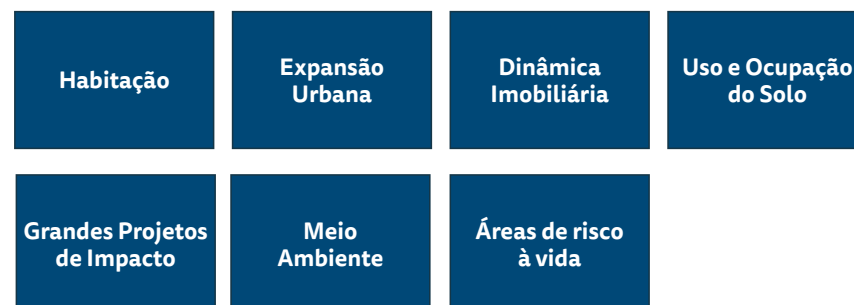 Habitação
Expansão
Urbana
Dinâmica
Imobiliária
Uso e Ocupação
do Solo
Grandes Projetos
de Impacto
Meio
Ambiente
Áreas de risco
à vida